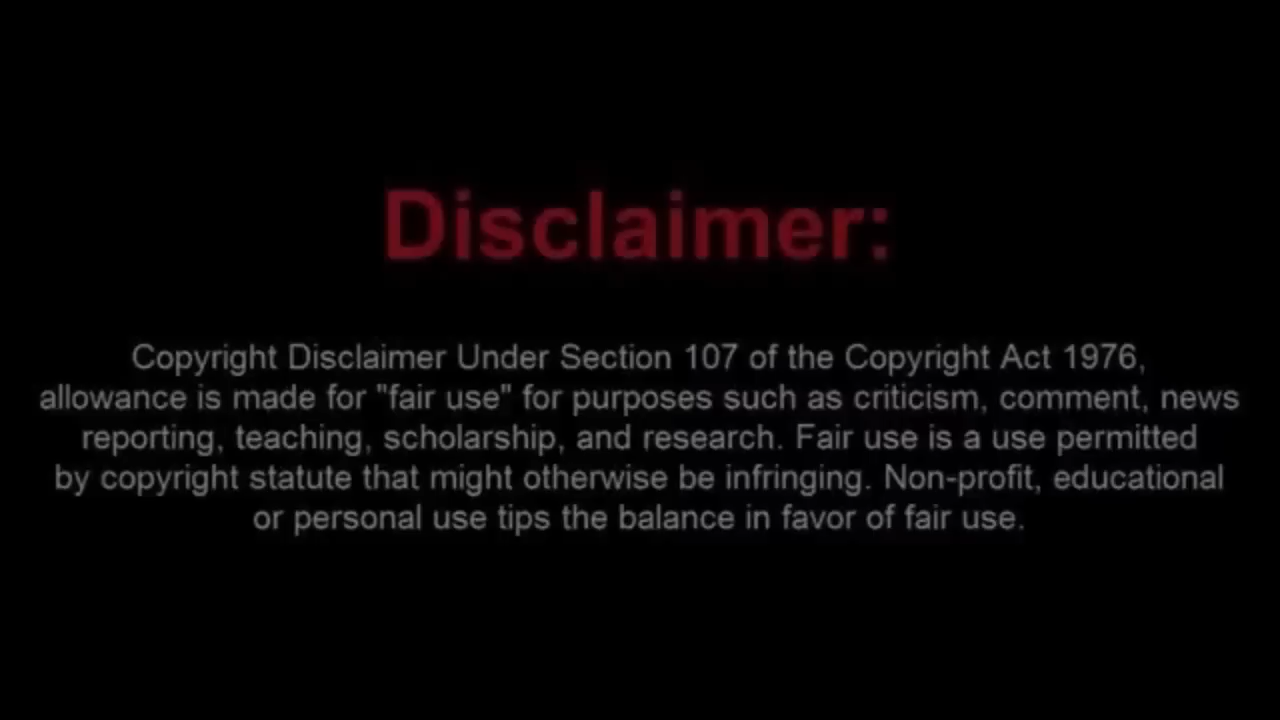 Disclaimer:
Copyright Disclaimer Under Section 107 of the Copyright Act 1976,
allowance is made for "fair use" for purposes such as criticism, comment, news
reporting, teaching, scholarship, and research. Fair use is a use permitted
by copyright statute that might otherwise be infringing. Non-profit, educational
or personal use tips the balance in favor of fair use.